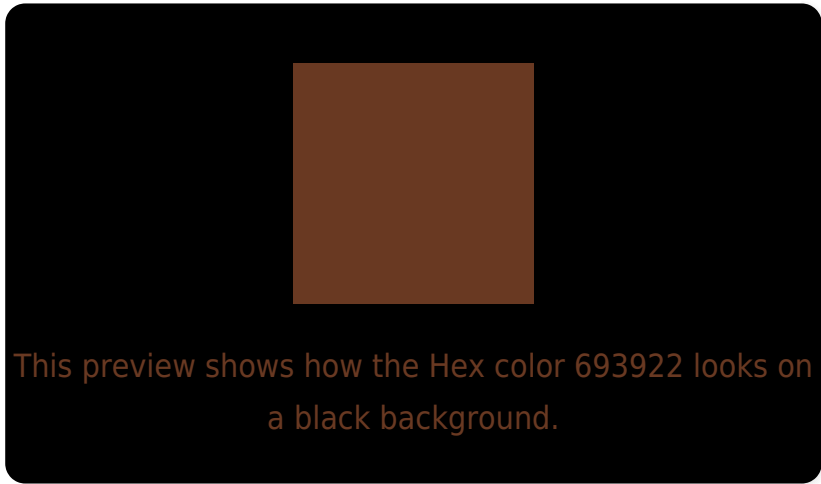 This preview shows how the Hex color 693922 looks on
a black background.